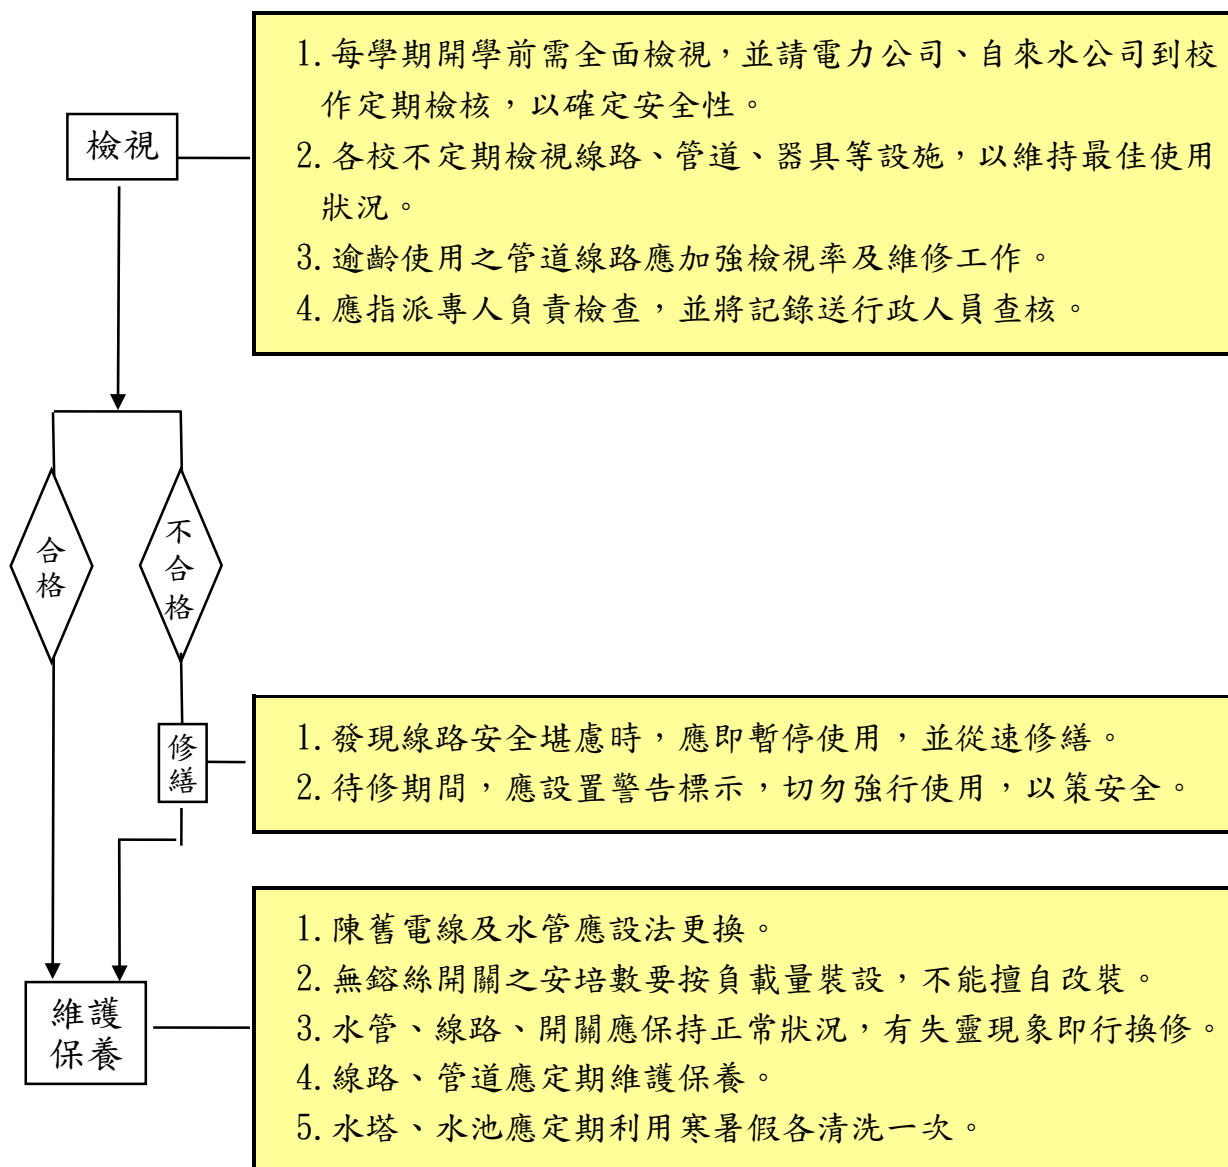 檢視
1.每學期開學前需全面檢視，並請電力公司、自來水公司到校
作定期檢核，以確定安全性。
2.各校不定期檢視線路、管道、器具等設施，以維持最佳使用
狀況。
3.逾齡使用之管道線路應加強檢視率及維修工作。
4.應指派專人負責檢查，並將記錄送行政人員查核。
合
格
不
合
格
修
繕
1.發現線路安全堪慮時，應即暫停使用，並從速修繕。
2.待修期間，應設置警告標示，切勿強行使用，以策安全。
維護
保養
1.陳舊電線及水管應設法更換。
2.無鎔絲開關之安培數要按負載量裝設，不能擅自改裝。
3.水管、線路、開關應保持正常狀況，有失靈現象即行換修。
4.線路、管道應定期維護保養。
5.水塔、水池應定期利用寒暑假各清洗一次。